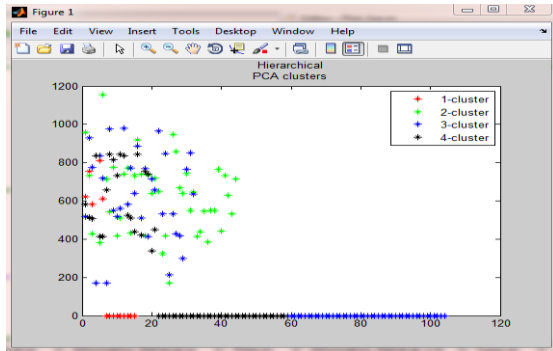 Figure 1
File Edit View Insert Tools Desktop Window Help
Hierarchical
PCA clusters
1200
1000
800
600
400
200
0
0 20 40 60 80 100 120
1-cluster
2-cluster
3-cluster
4-cluster